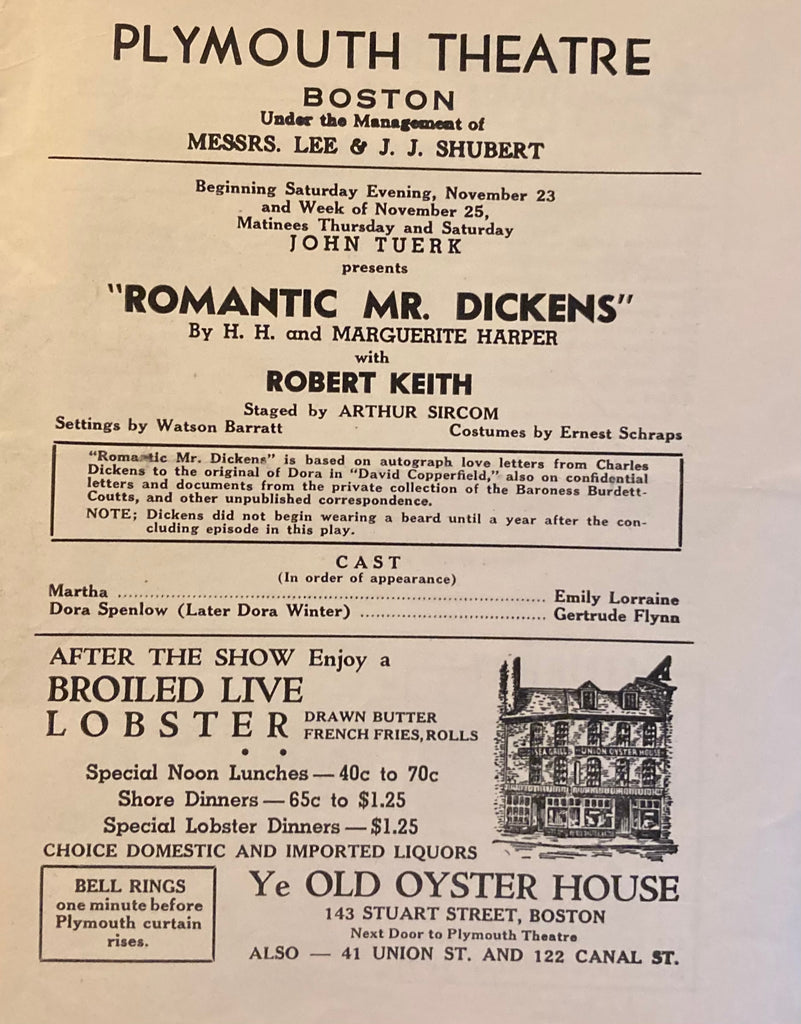 PLYMOUTH THEATRE
BOSTON
Under the Management of
MESSRS. LEE & J. J. SHUBERT
Beginning Saturday Evening, November 23
and Week of November 25,
Matinees Thursday and Saturday
JOHN TUERK
presents
"ROMANTIC MR. DICKENS"
By H. H. and MARGUERITE HARPER
with
ROBERT KEITH
Staged by ARTHUR SIRCOM
Settings by Watson Barratt Costumes by Ernest Schraps
"Romantic Mr. Dickens" is based on autograph love letters from Charles
Dickens to the original of Dora in "David Copperfield," also on confidential
letters and documents from the private collection of the Baroness Burdett-
Coutts, and other unpublished correspondence.
NOTE; Dickens did not begin wearing a beard until a year after the con-
cluding episode in this play.
CAST
(In order of appearance)
Martha ........................................ Emily Lorraine
Dora Spenlow (Later Dora Winter) ........................................ Gertrude Flynn
AFTER THE SHOW Enjoy a
BROILED LIVE
LOBSTER DRAWN BUTTER
FRENCH FRIES, ROLLS
Special Noon Lunches — 40c to 70c
Shore Dinners — 65c to $1.25
Special Lobster Dinners — $1.25
CHOICE DOMESTIC AND IMPORTED LIQUORS
SEA GRILL UNION OYSTER HOUSE
BELL RINGS
one minute before
Plymouth curtain
rises.
Ye OLD OYSTER HOUSE
143 STUART STREET, BOSTON
Next Door to Plymouth Theatre
ALSO — 41 UNION ST. AND 122 CANAL ST.